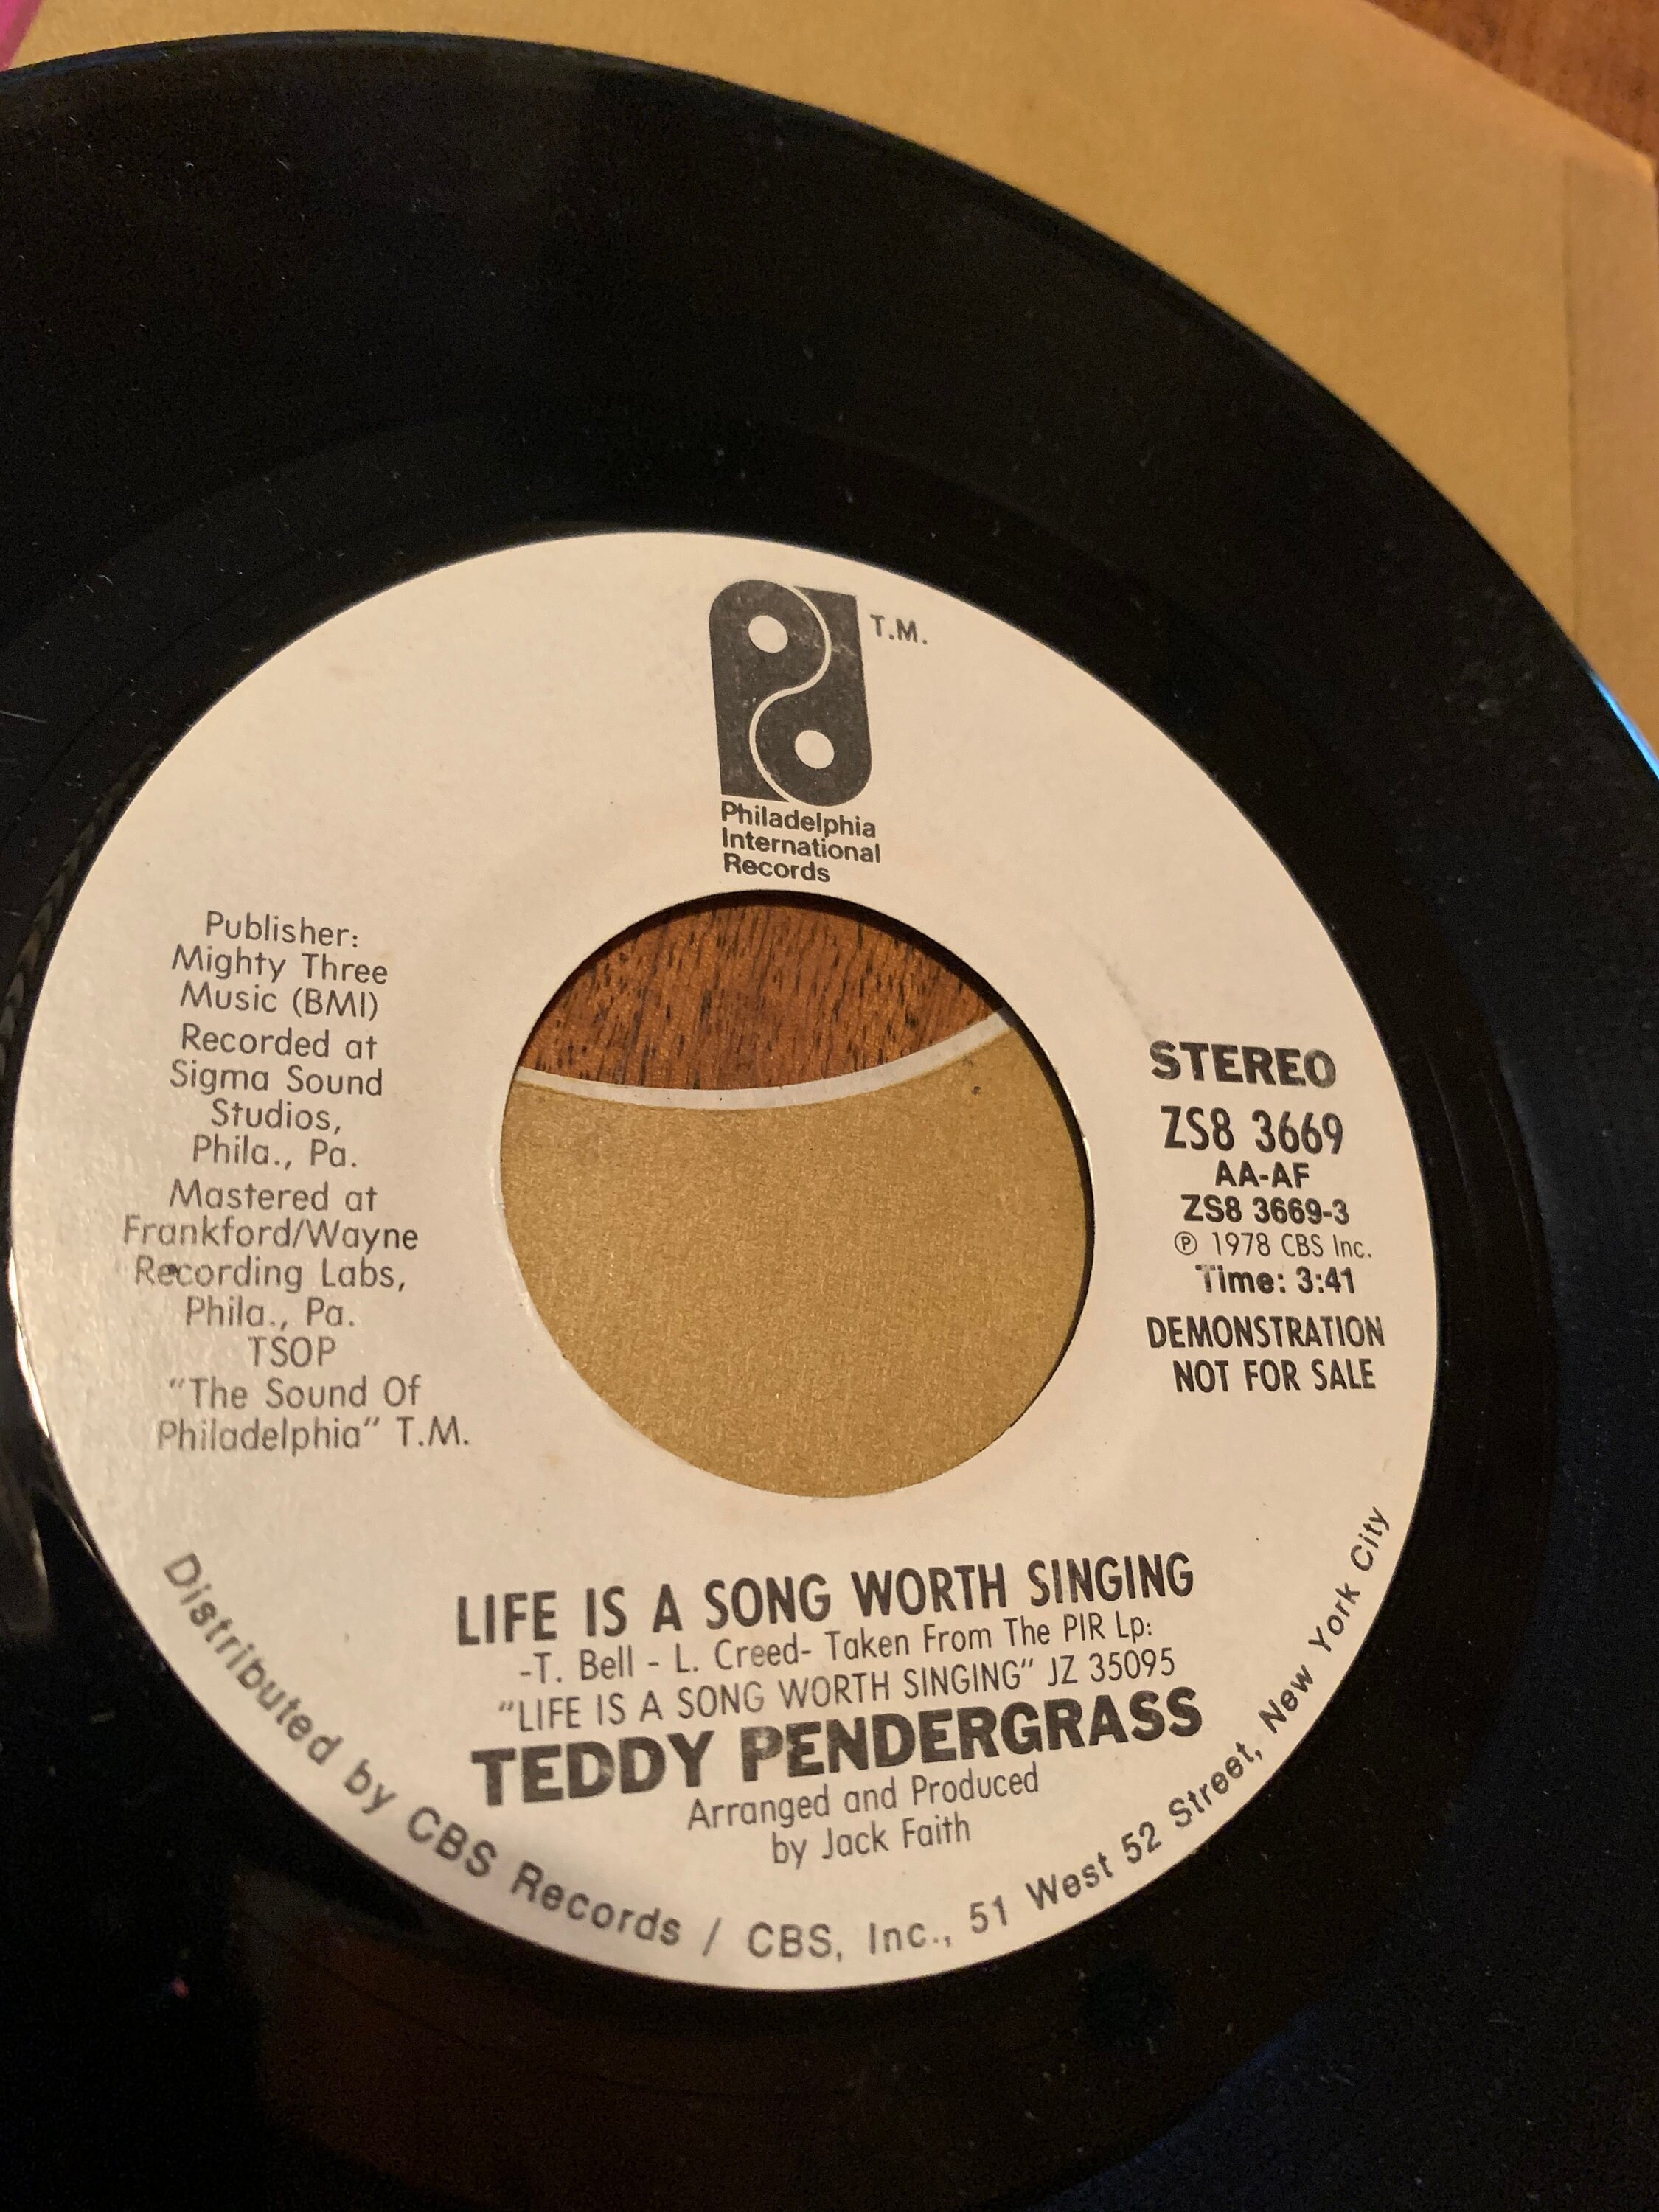 T.M.
Philadelphia
International
Records
Publisher:
Mighty Three
Music (BMI)
Recorded at
Sigma Sound
Studios,
Phila., Pa.
Mastered at
Frankford/Wayne
Recording Labs,
Phila., Pa.
TSOP
"The Sound Of
Philadelphia" T.M.
STEREO
ZS8 3669
AA-AF
ZS8 3669-3
℗ 1978 CBS Inc.
Time: 3:41
DEMONSTRATION
NOT FOR SALE
LIFE IS A SONG WORTH SINGING
-T. Bell - L. Creed- Taken From The PIR Lp:
"LIFE IS A SONG WORTH SINGING" JZ 35095
TEDDY PENDERGRASS
Arranged and Produced
by Jack Faith
Distributed by CBS Records / CBS, Inc., 51 West 52 Street, New York City